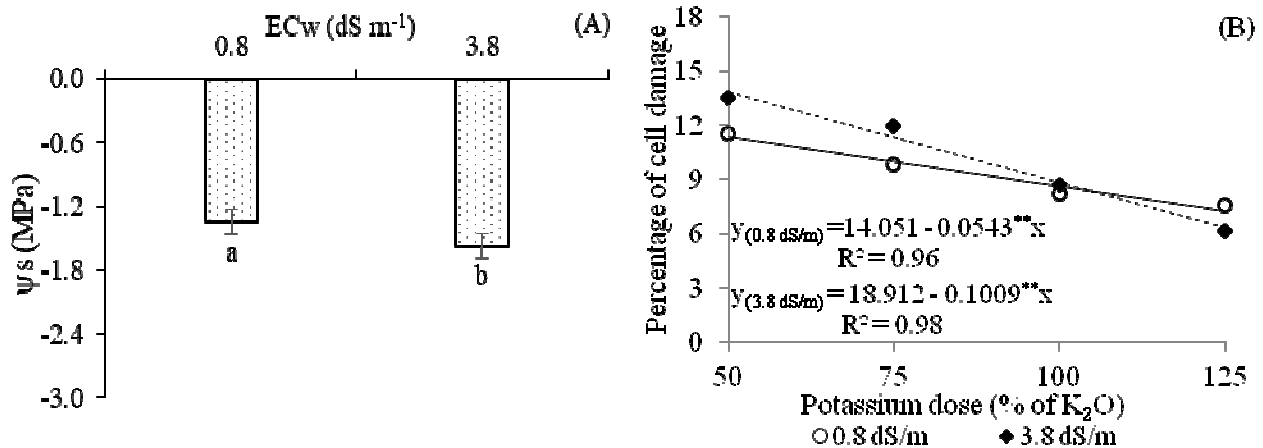 ECw (dS m⁻¹)
(A)
0.8 3.8
0.0
-0.6
-1.2
-1.8
-2.4
-3.0
ψs (MPa)
a
b
(B)
Percentage of cell damage
18
15
12
9
6
3
0
y(0.8 dS/m) = 14.051 - 0.0543**x
R² = 0.96
y(3.8 dS/m) = 18.912 - 0.1009**x
R² = 0.98
50 75 100 125
Potassium dose (% of K₂O)
0.8 dS/m 3.8 dS/m